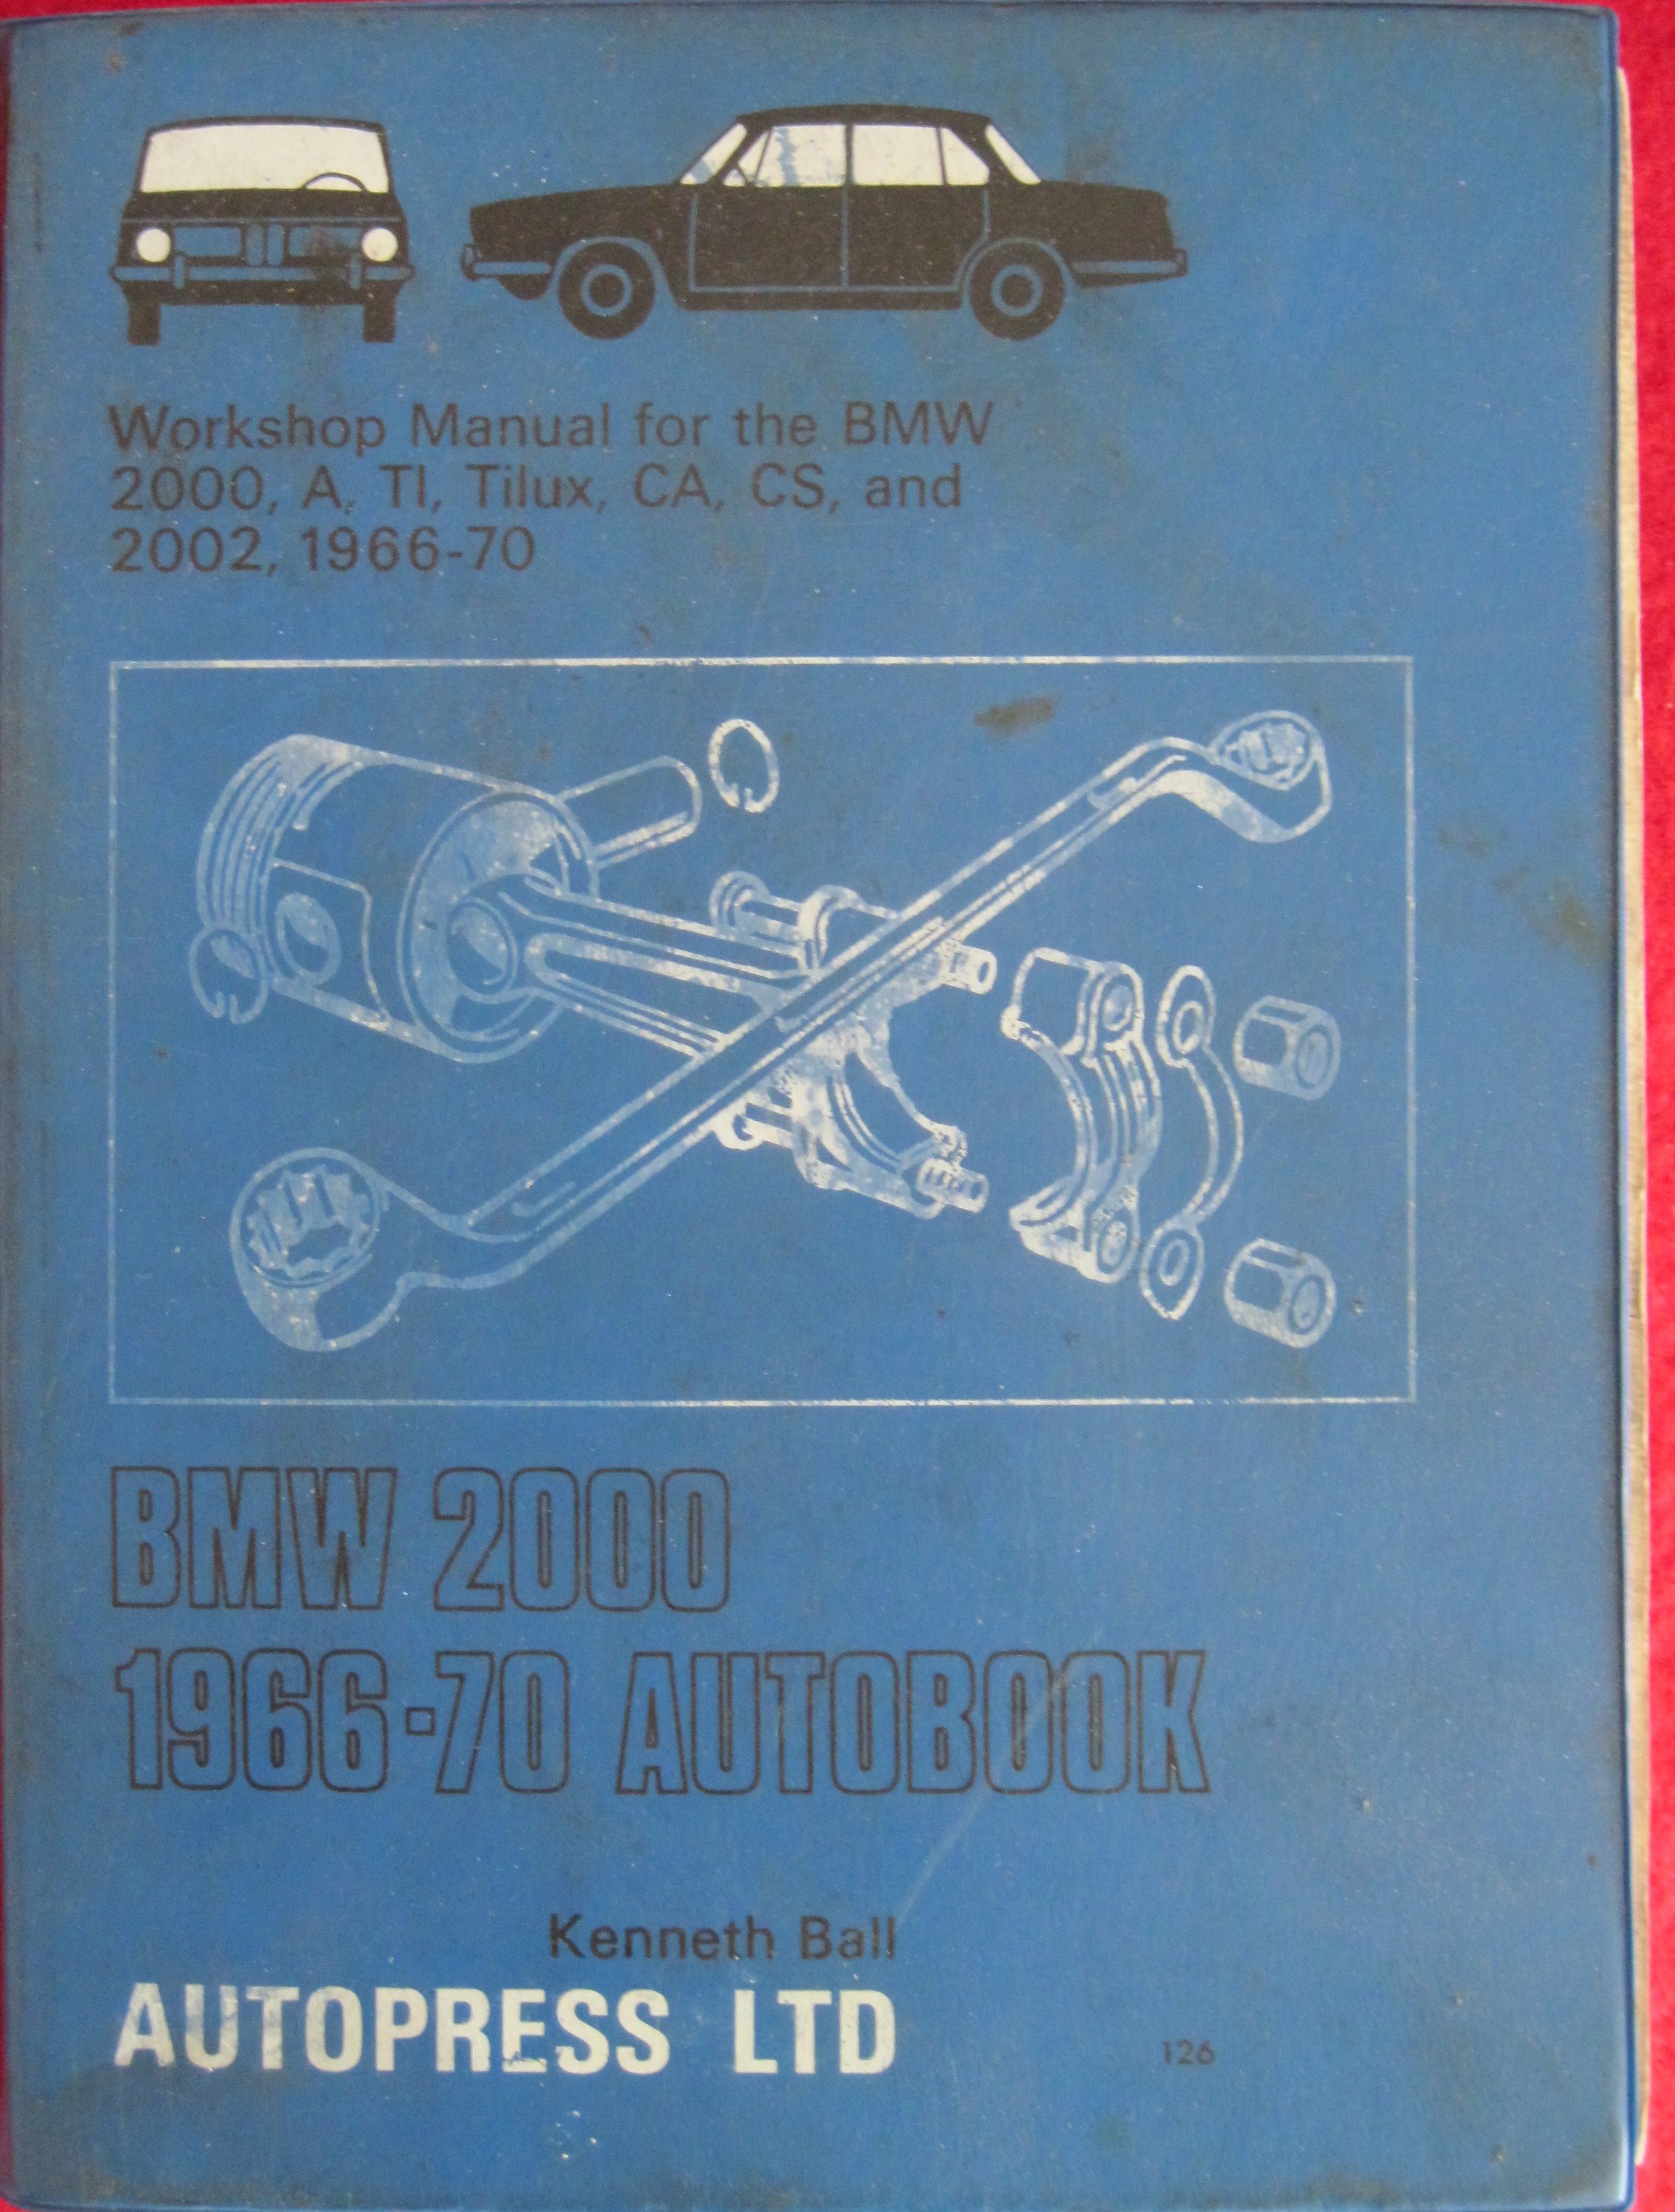 Workshop Manual for the BMW
2000, A, TI, Tilux, CA, CS, and
2002, 1966-70
BMW 2000
1966-70 AUTOBOOK
Kenneth Ball
AUTOPRESS LTD
126